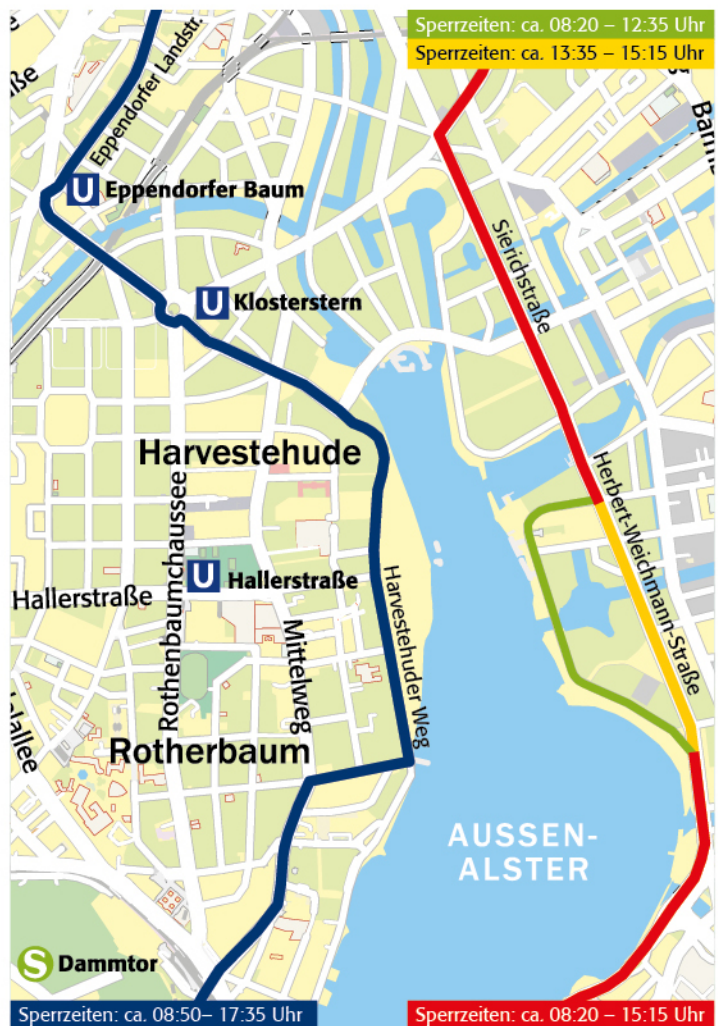 Sperrzeiten: ca. 08:20 – 12:35 Uhr
Sperrzeiten: ca. 13:35 – 15:15 Uhr
Eppendorfer Landstr.
aße
U Eppendorfer Baum
Sierichstraße
U Klosterstern
Harvestehude
Herbert-Weichmann-Straße
Rothenbaumchaussee
U Hallerstraße
Hallerstraße
Harvestehuder Weg
Mittelweg
Rotherbaum
AUSSEN-
ALSTER
S Dammtor
Sperrzeiten: ca. 08:50– 17:35 Uhr
Sperrzeiten: ca. 08:20 – 15:15 Uhr